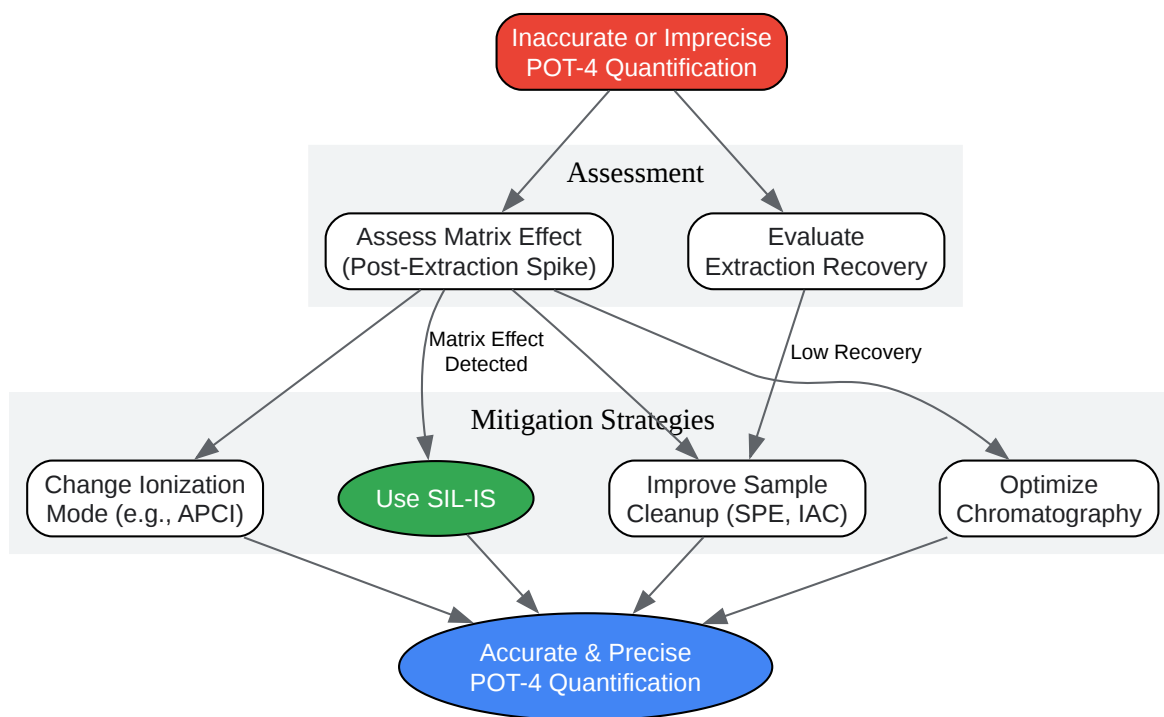 Inaccurate or Imprecise
POT-4 Quantification
Assessment
Assess Matrix Effect
(Post-Extraction Spike)
Evaluate
Extraction Recovery
Matrix Effect
Detected
Low Recovery
Mitigation Strategies
Change Ionization
Mode (e.g., APCI)
Use SIL-IS
Improve Sample
Cleanup (SPE, IAC)
Optimize
Chromatography
Accurate & Precise
POT-4 Quantification